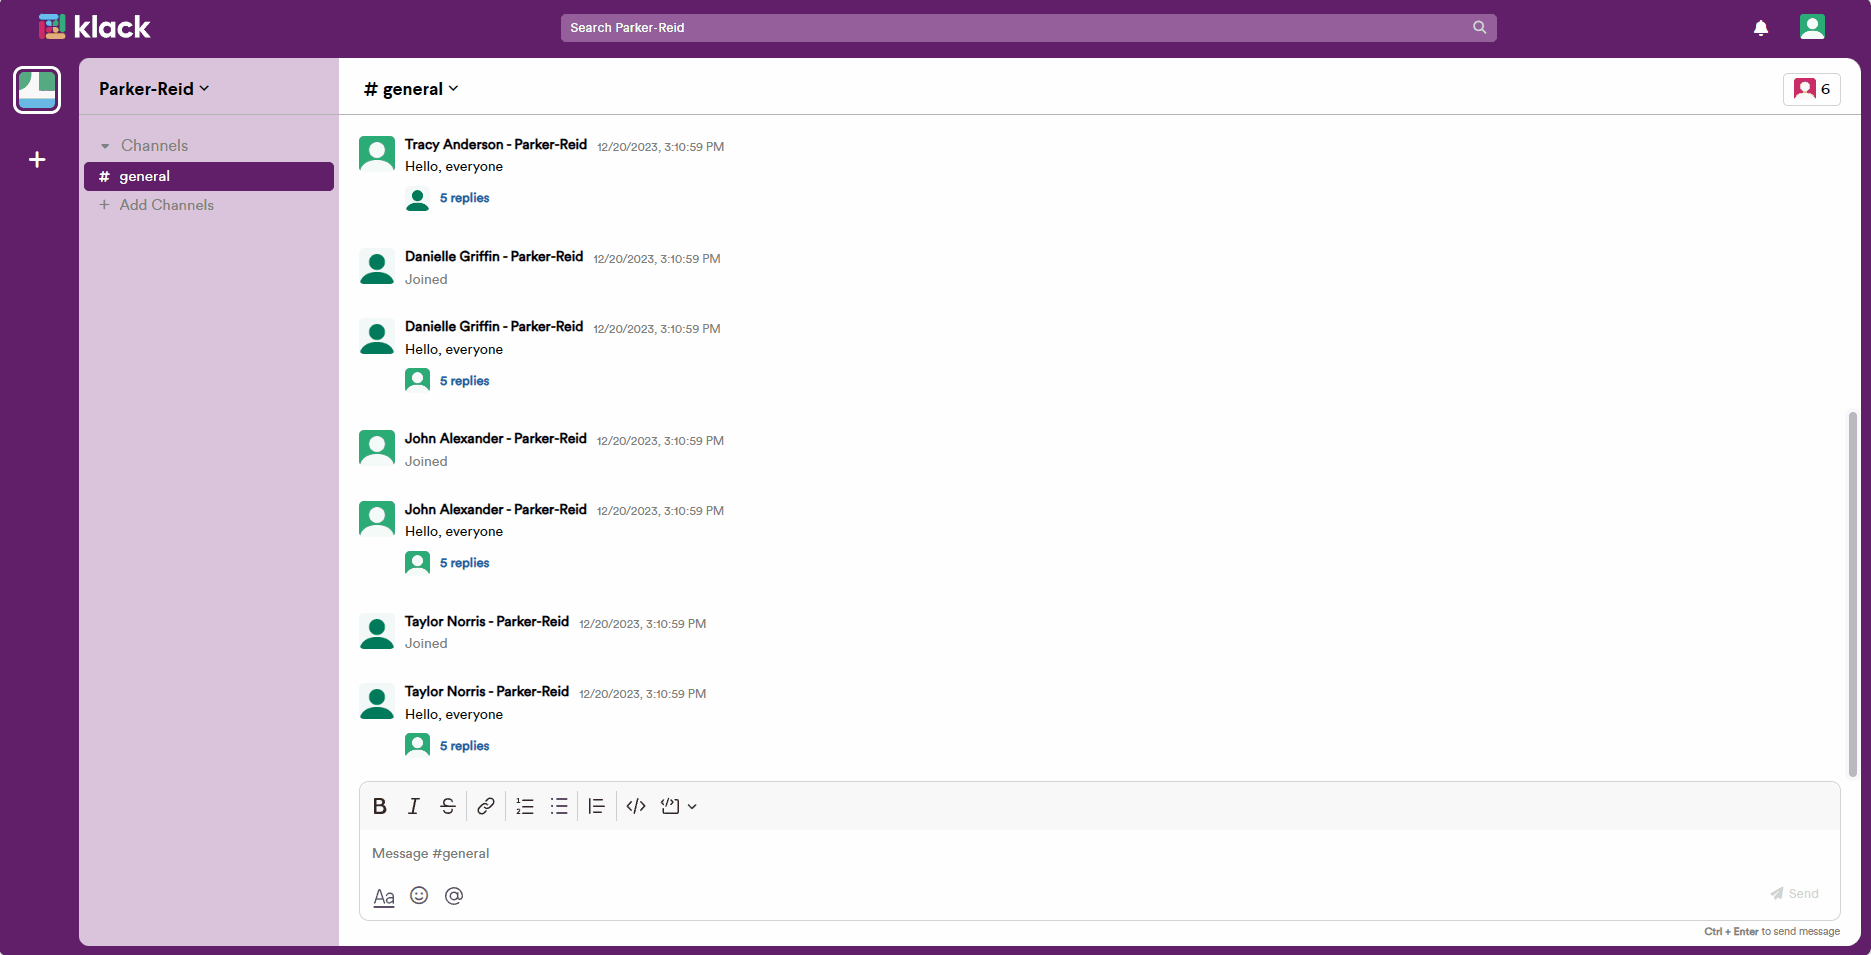 klack
Search Parker-Reid
Parker-Reid
# general
6
Channels
# general
+ Add Channels
Tracy Anderson - Parker-Reid 12/20/2023, 3:10:59 PM
Hello, everyone
5 replies
Danielle Griffin - Parker-Reid 12/20/2023, 3:10:59 PM
Joined
Danielle Griffin - Parker-Reid 12/20/2023, 3:10:59 PM
Hello, everyone
5 replies
John Alexander - Parker-Reid 12/20/2023, 3:10:59 PM
Joined
John Alexander - Parker-Reid 12/20/2023, 3:10:59 PM
Hello, everyone
5 replies
Taylor Norris - Parker-Reid 12/20/2023, 3:10:59 PM
Joined
Taylor Norris - Parker-Reid 12/20/2023, 3:10:59 PM
Hello, everyone
5 replies
Message #general
Aa @
Send
Ctrl + Enter to send message